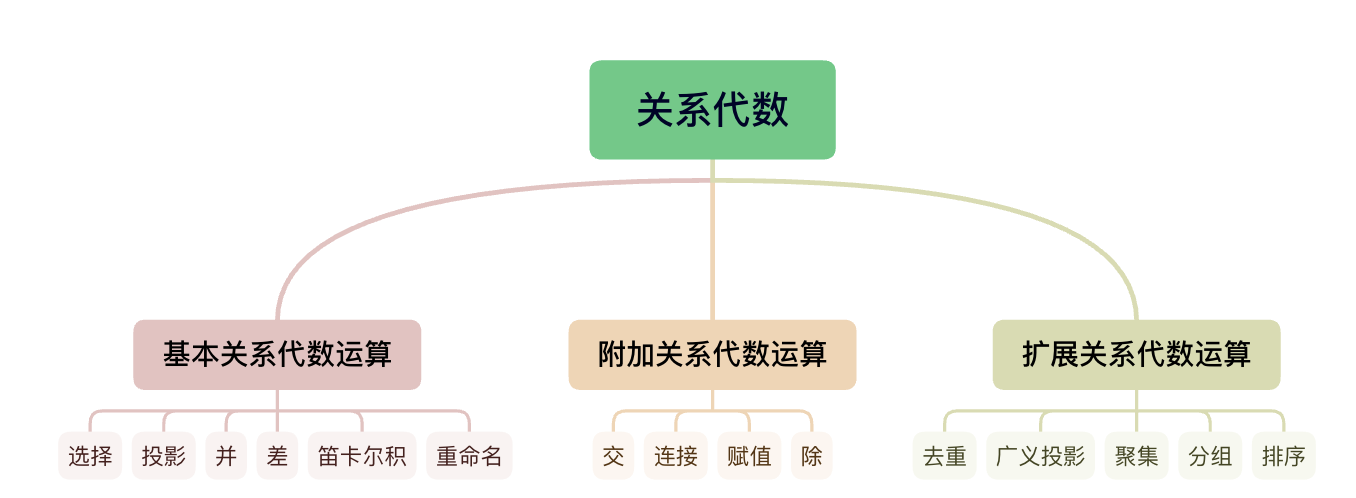 关系代数
基本关系代数运算
附加关系代数运算
扩展关系代数运算
选择
投影
并
差
笛卡尔积
重命名
交
连接
赋值
除
去重
广义投影
聚集
分组
排序